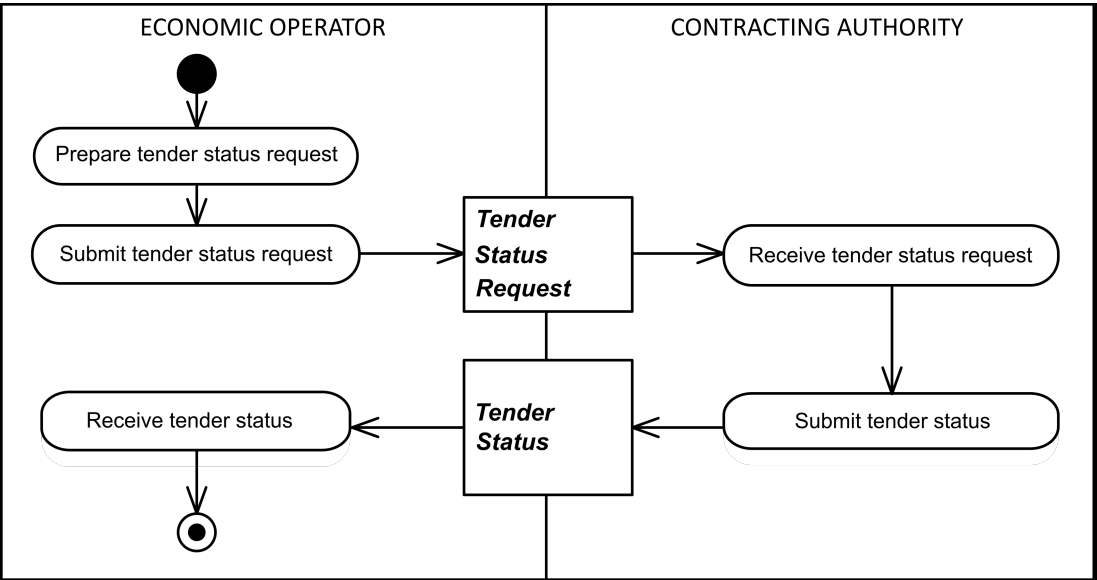 ECONOMIC OPERATOR
CONTRACTING AUTHORITY
Prepare tender status request
Submit tender status request
Tender
Status
Request
Receive tender status request
Receive tender status
Tender
Status
Submit tender status